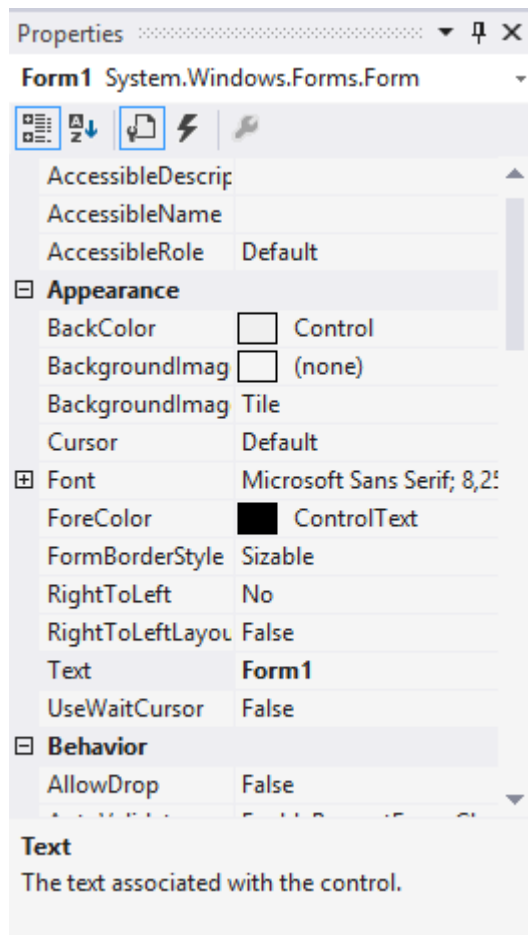 Properties
Form1 System.Windows.Forms.Form
AccessibleDescrip
AccessibleName
AccessibleRole Default
Appearance
BackColor Control
BackgroundImag (none)
BackgroundImag Tile
Cursor Default
Font Microsoft Sans Serif; 8,25
ForeColor ControlText
FormBorderStyle Sizable
RightToLeft No
RightToLeftLayou False
Text Form1
UseWaitCursor False
Behavior
AllowDrop False
Text
The text associated with the control.